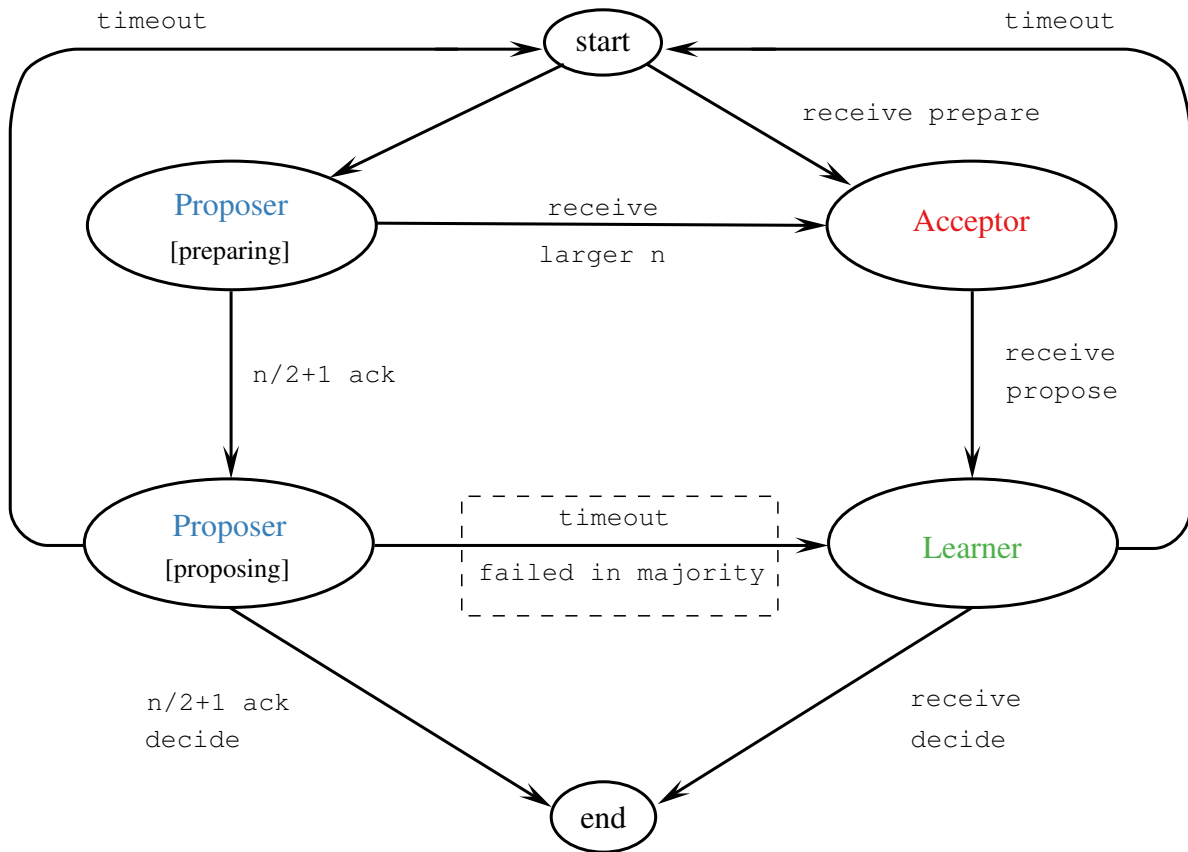 timeout
timeout
start
receive prepare
Proposer
[preparing]
receive
larger n
Acceptor
n/2+1 ack
receive
propose
Proposer
[proposing]
timeout
failed in majority
Learner
n/2+1 ack
decide
receive
decide
end